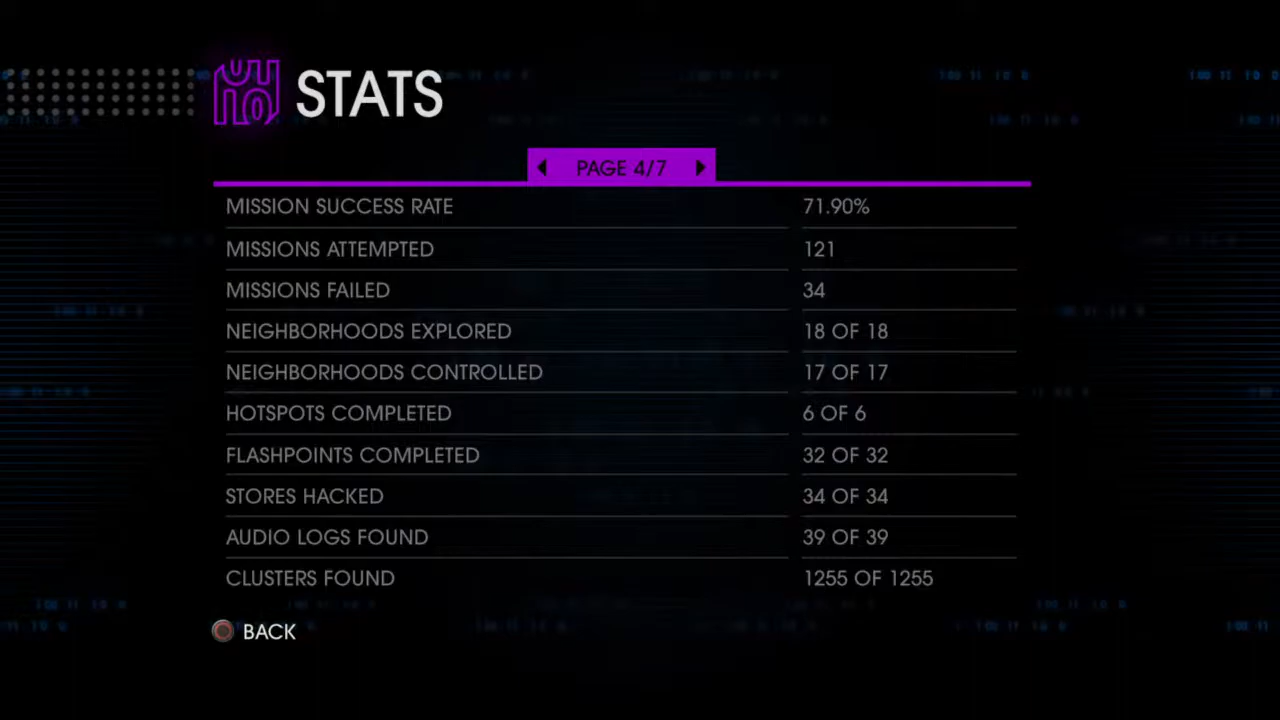 STATS
PAGE 4/7
MISSION SUCCESS RATE 71.90%
MISSIONS ATTEMPTED 121
MISSIONS FAILED 34
NEIGHBORHOODS EXPLORED 18 OF 18
NEIGHBORHOODS CONTROLLED 17 OF 17
HOTSPOTS COMPLETED 6 OF 6
FLASHPOINTS COMPLETED 32 OF 32
STORES HACKED 34 OF 34
AUDIO LOGS FOUND 39 OF 39
CLUSTERS FOUND 1255 OF 1255
BACK